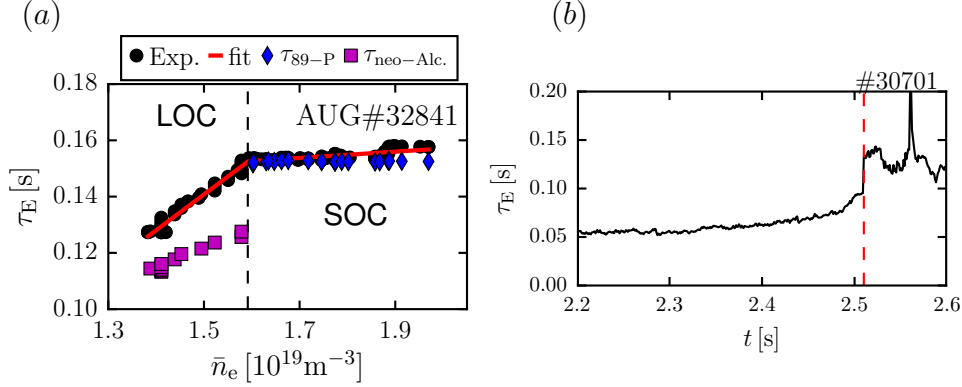 (a)
Exp. fit τ89−P τneo−Alc.
0.18
0.16
0.14
0.12
0.10
τE [s]
LOC
AUG#32841
SOC
1.3 1.5 1.7 1.9
n̄e [10¹⁹m⁻³]
(b)
#30701
0.20
0.15
0.10
0.05
0.00
τE [s]
2.2 2.3 2.4 2.5 2.6
t [s]